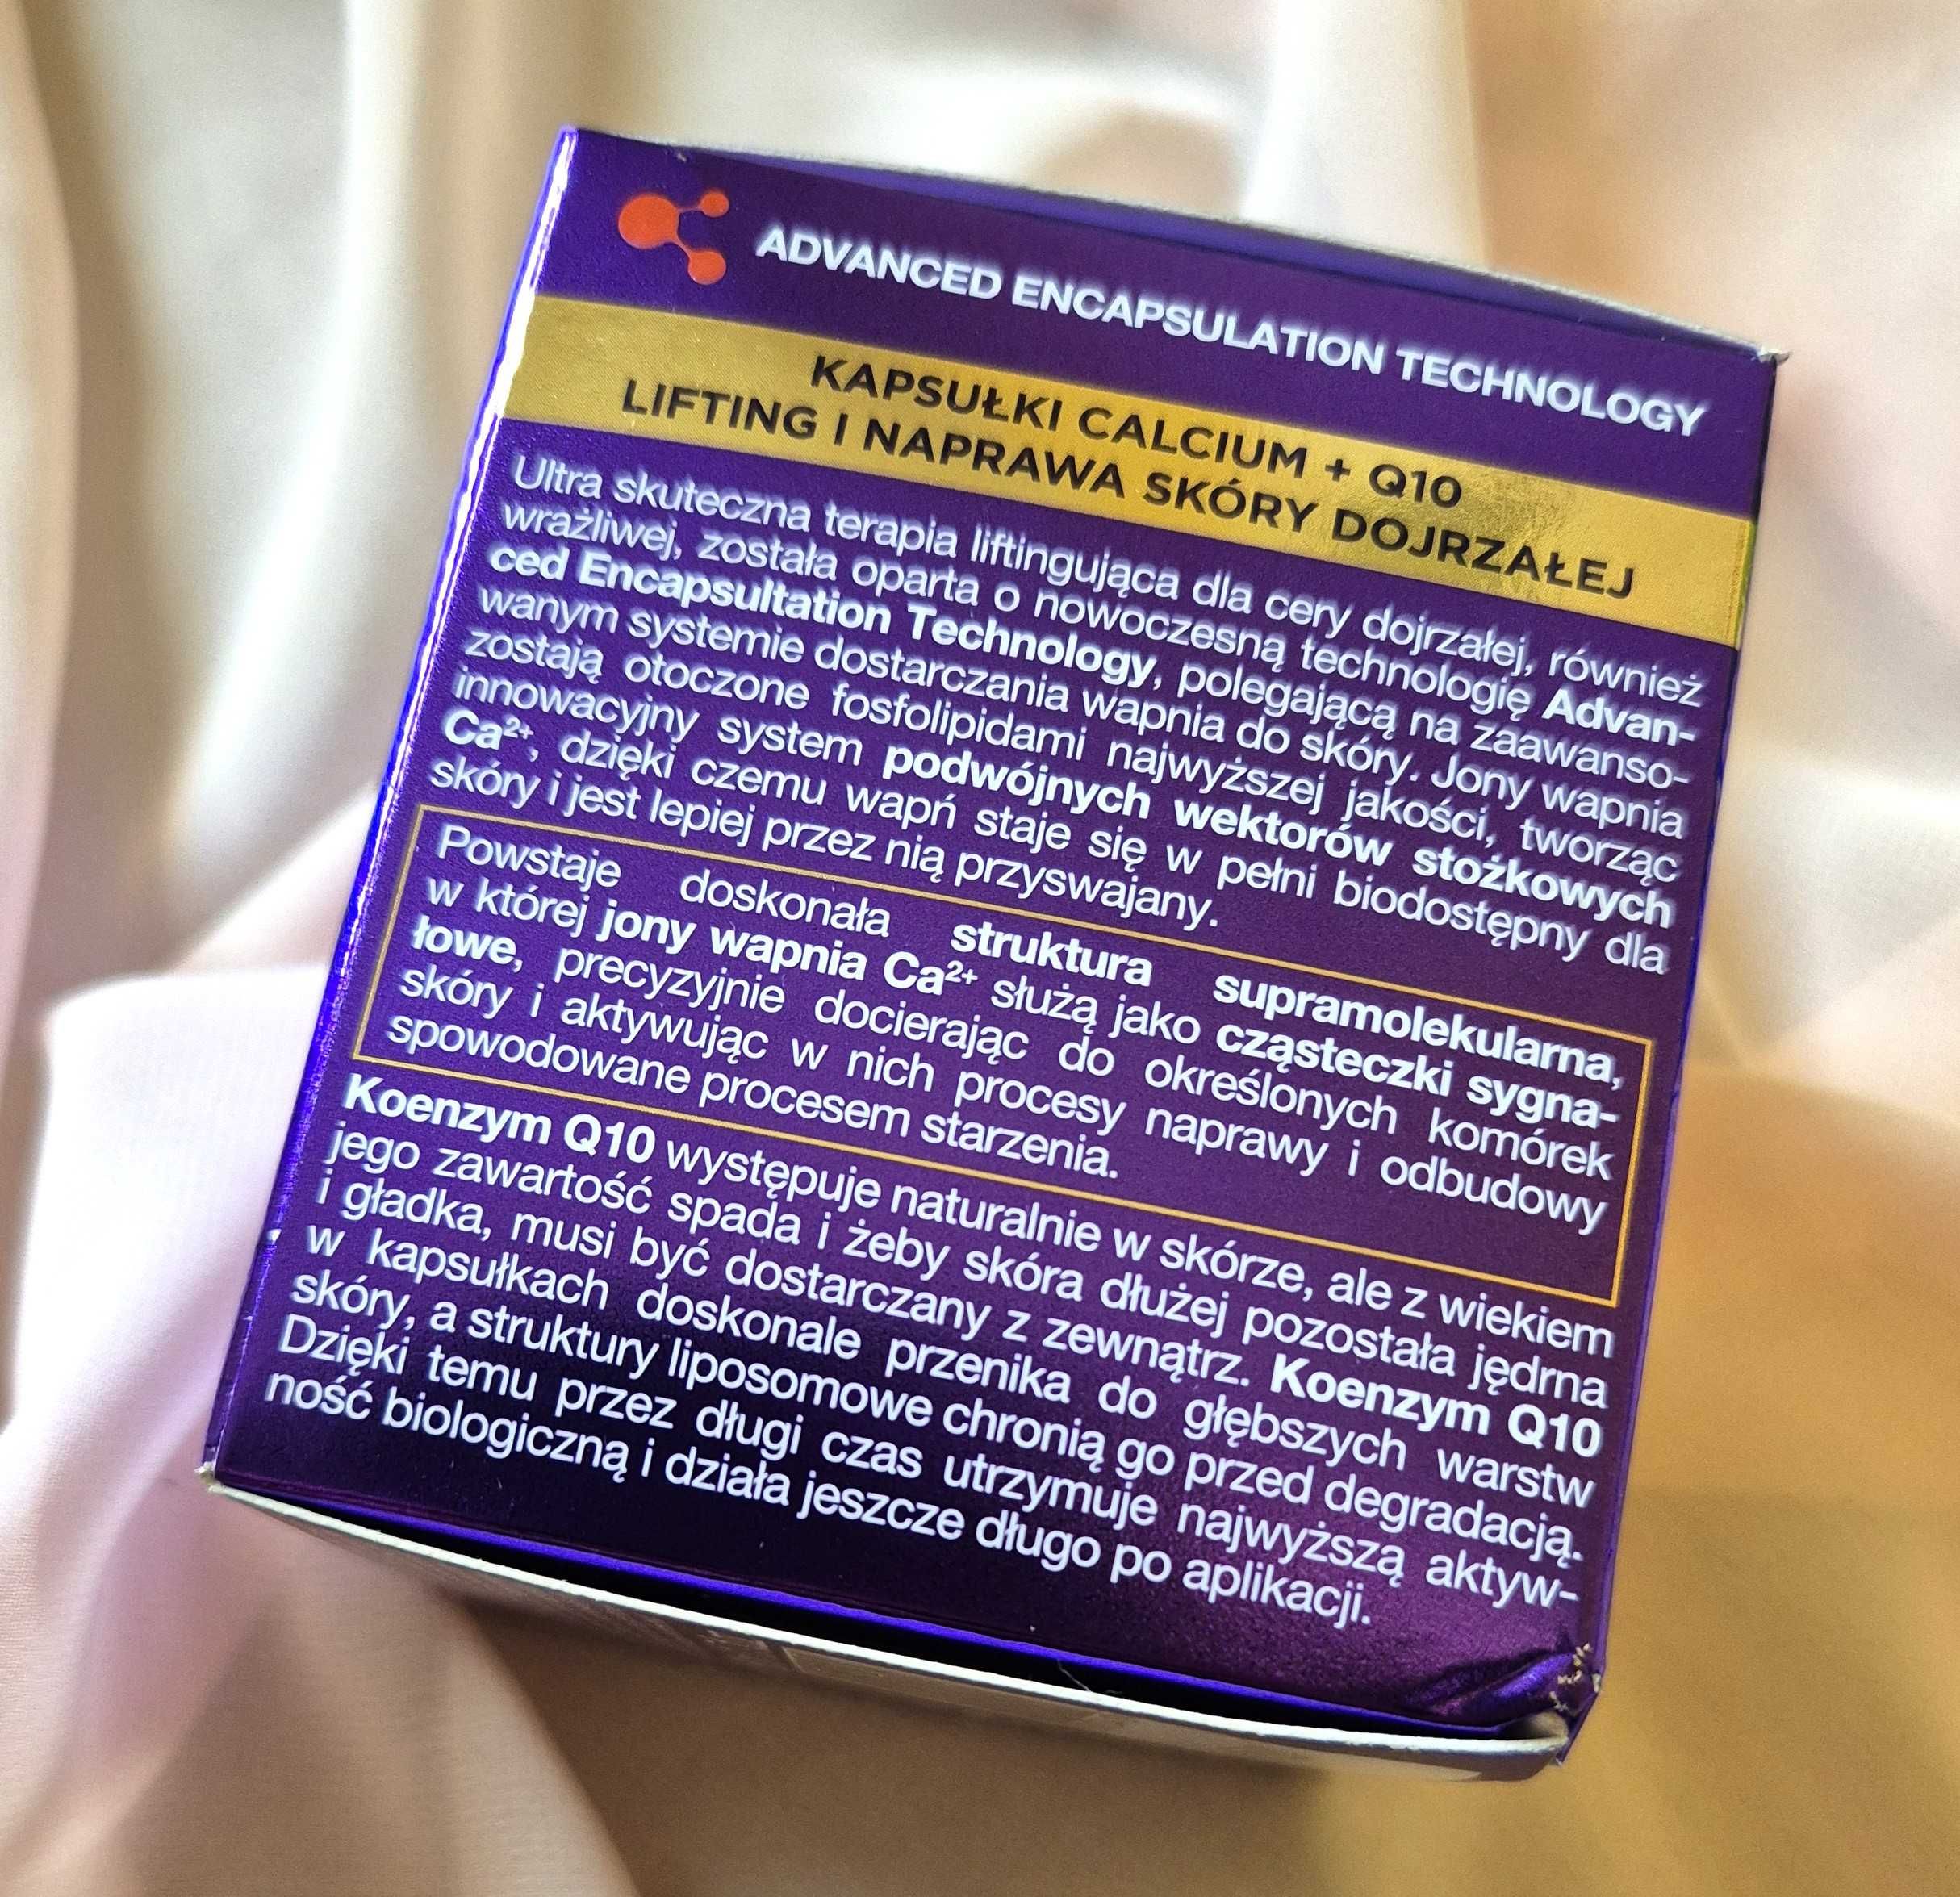 ADVANCED ENCAPSULATION TECHNOLOGY
KAPSUŁKI CALCIUM + Q10
LIFTING I NAPRAWA SKÓRY DOJRZAŁEJ
Ultra skuteczna terapia liftingująca dla cery dojrzałej, również
wrażliwej, została oparta o nowoczesną technologię Advan-
ced Encapsultation Technology, polegającą na zaawanso-
wanym systemie dostarczania wapnia do skóry. Jony wapnia
zostają otoczone fosfolipidami najwyższej jakości, tworząc
innowacyjny system podwójnych wektorów stożkowych
Ca²⁺, dzięki czemu wapń staje się w pełni biodostępny dla
skóry i jest lepiej przez nią przyswajany.
Powstaje doskonała struktura supramolekularna,
w której jony wapnia Ca²⁺ służą jako cząsteczki sygna-
łowe, precyzyjnie docierając do określonych komórek
skóry i aktywując w nich procesy naprawy i odbudowy
spowodowane procesem starzenia.
Koenzym Q10 występuje naturalnie w skórze, ale z wiekiem
jego zawartość spada i żeby skóra dłużej pozostała jędrna
i gładka, musi być dostarczany z zewnątrz. Koenzym Q10
w kapsułkach doskonale przenika do głębszych warstw
skóry, a struktury liposomowe chronią go przed degradacją.
Dzięki temu przez długi czas utrzymuje najwyższą aktyw-
ność biologiczną i działa jeszcze długo po aplikacji.